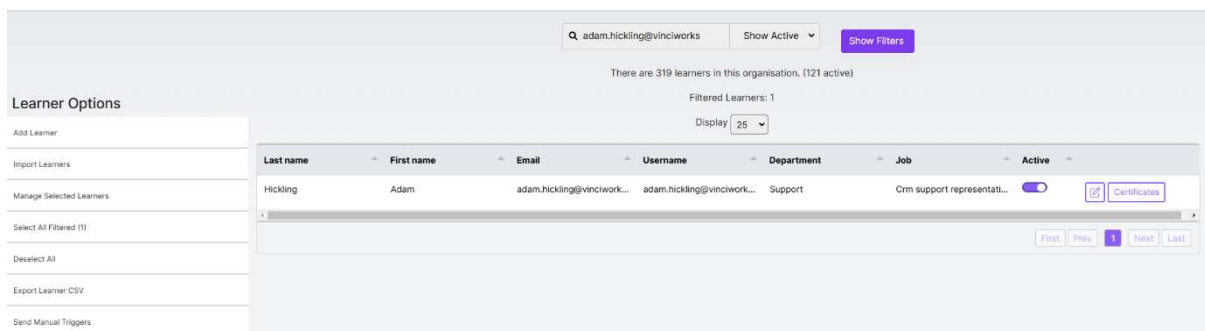 adam.hickling@vinciworks Show Active Show Filters
There are 319 learners in this organisation. (121 active)
Filtered Learners: 1
Display 25
Learner Options
Add Learner
Import Learners
Manage Selected Learners
Select All Filtered (1)
Deselect All
Export Learner CSV
Send Manual Triggers
Last name First name Email Username Department Job Active
Hickling Adam adam.hickling@vinciwork... adam.hickling@vinciwork... Support Crm support representati... Certificates
First Prev 1 Next Last